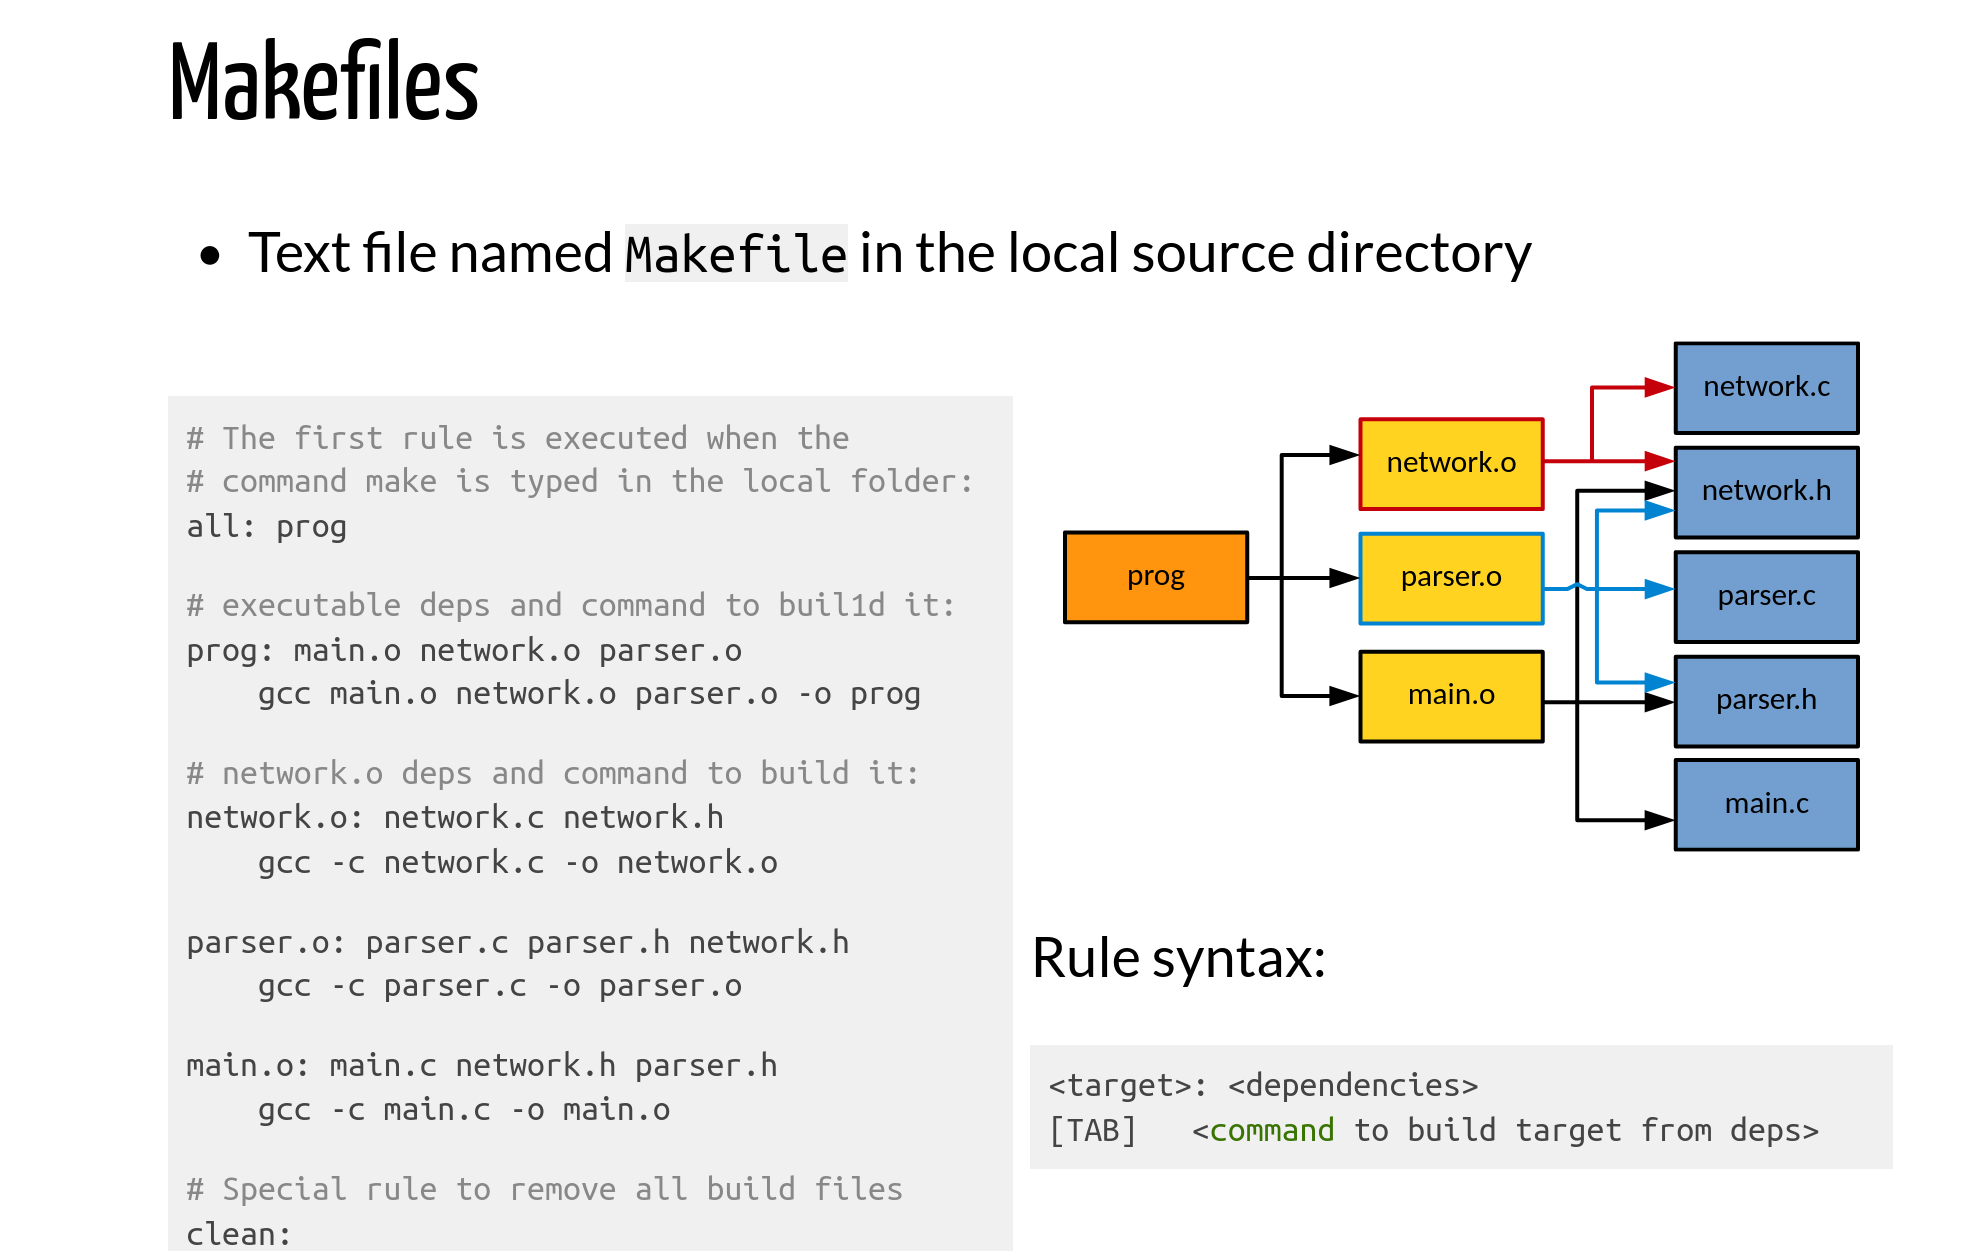 Makefiles
• Text file named Makefile in the local source directory
# The first rule is executed when the
# command make is typed in the local folder:
all: prog
# executable deps and command to buil1d it:
prog: main.o network.o parser.o
    gcc main.o network.o parser.o -o prog
# network.o deps and command to build it:
network.o: network.c network.h
    gcc -c network.c -o network.o
parser.o: parser.c parser.h network.h
    gcc -c parser.c -o parser.o
main.o: main.c network.h parser.h
    gcc -c main.c -o main.o
# Special rule to remove all build files
clean:
prog
network.o
parser.o
main.o
network.c
network.h
parser.c
parser.h
main.c
Rule syntax:
<target>: <dependencies>
[TAB]   <command to build target from deps>